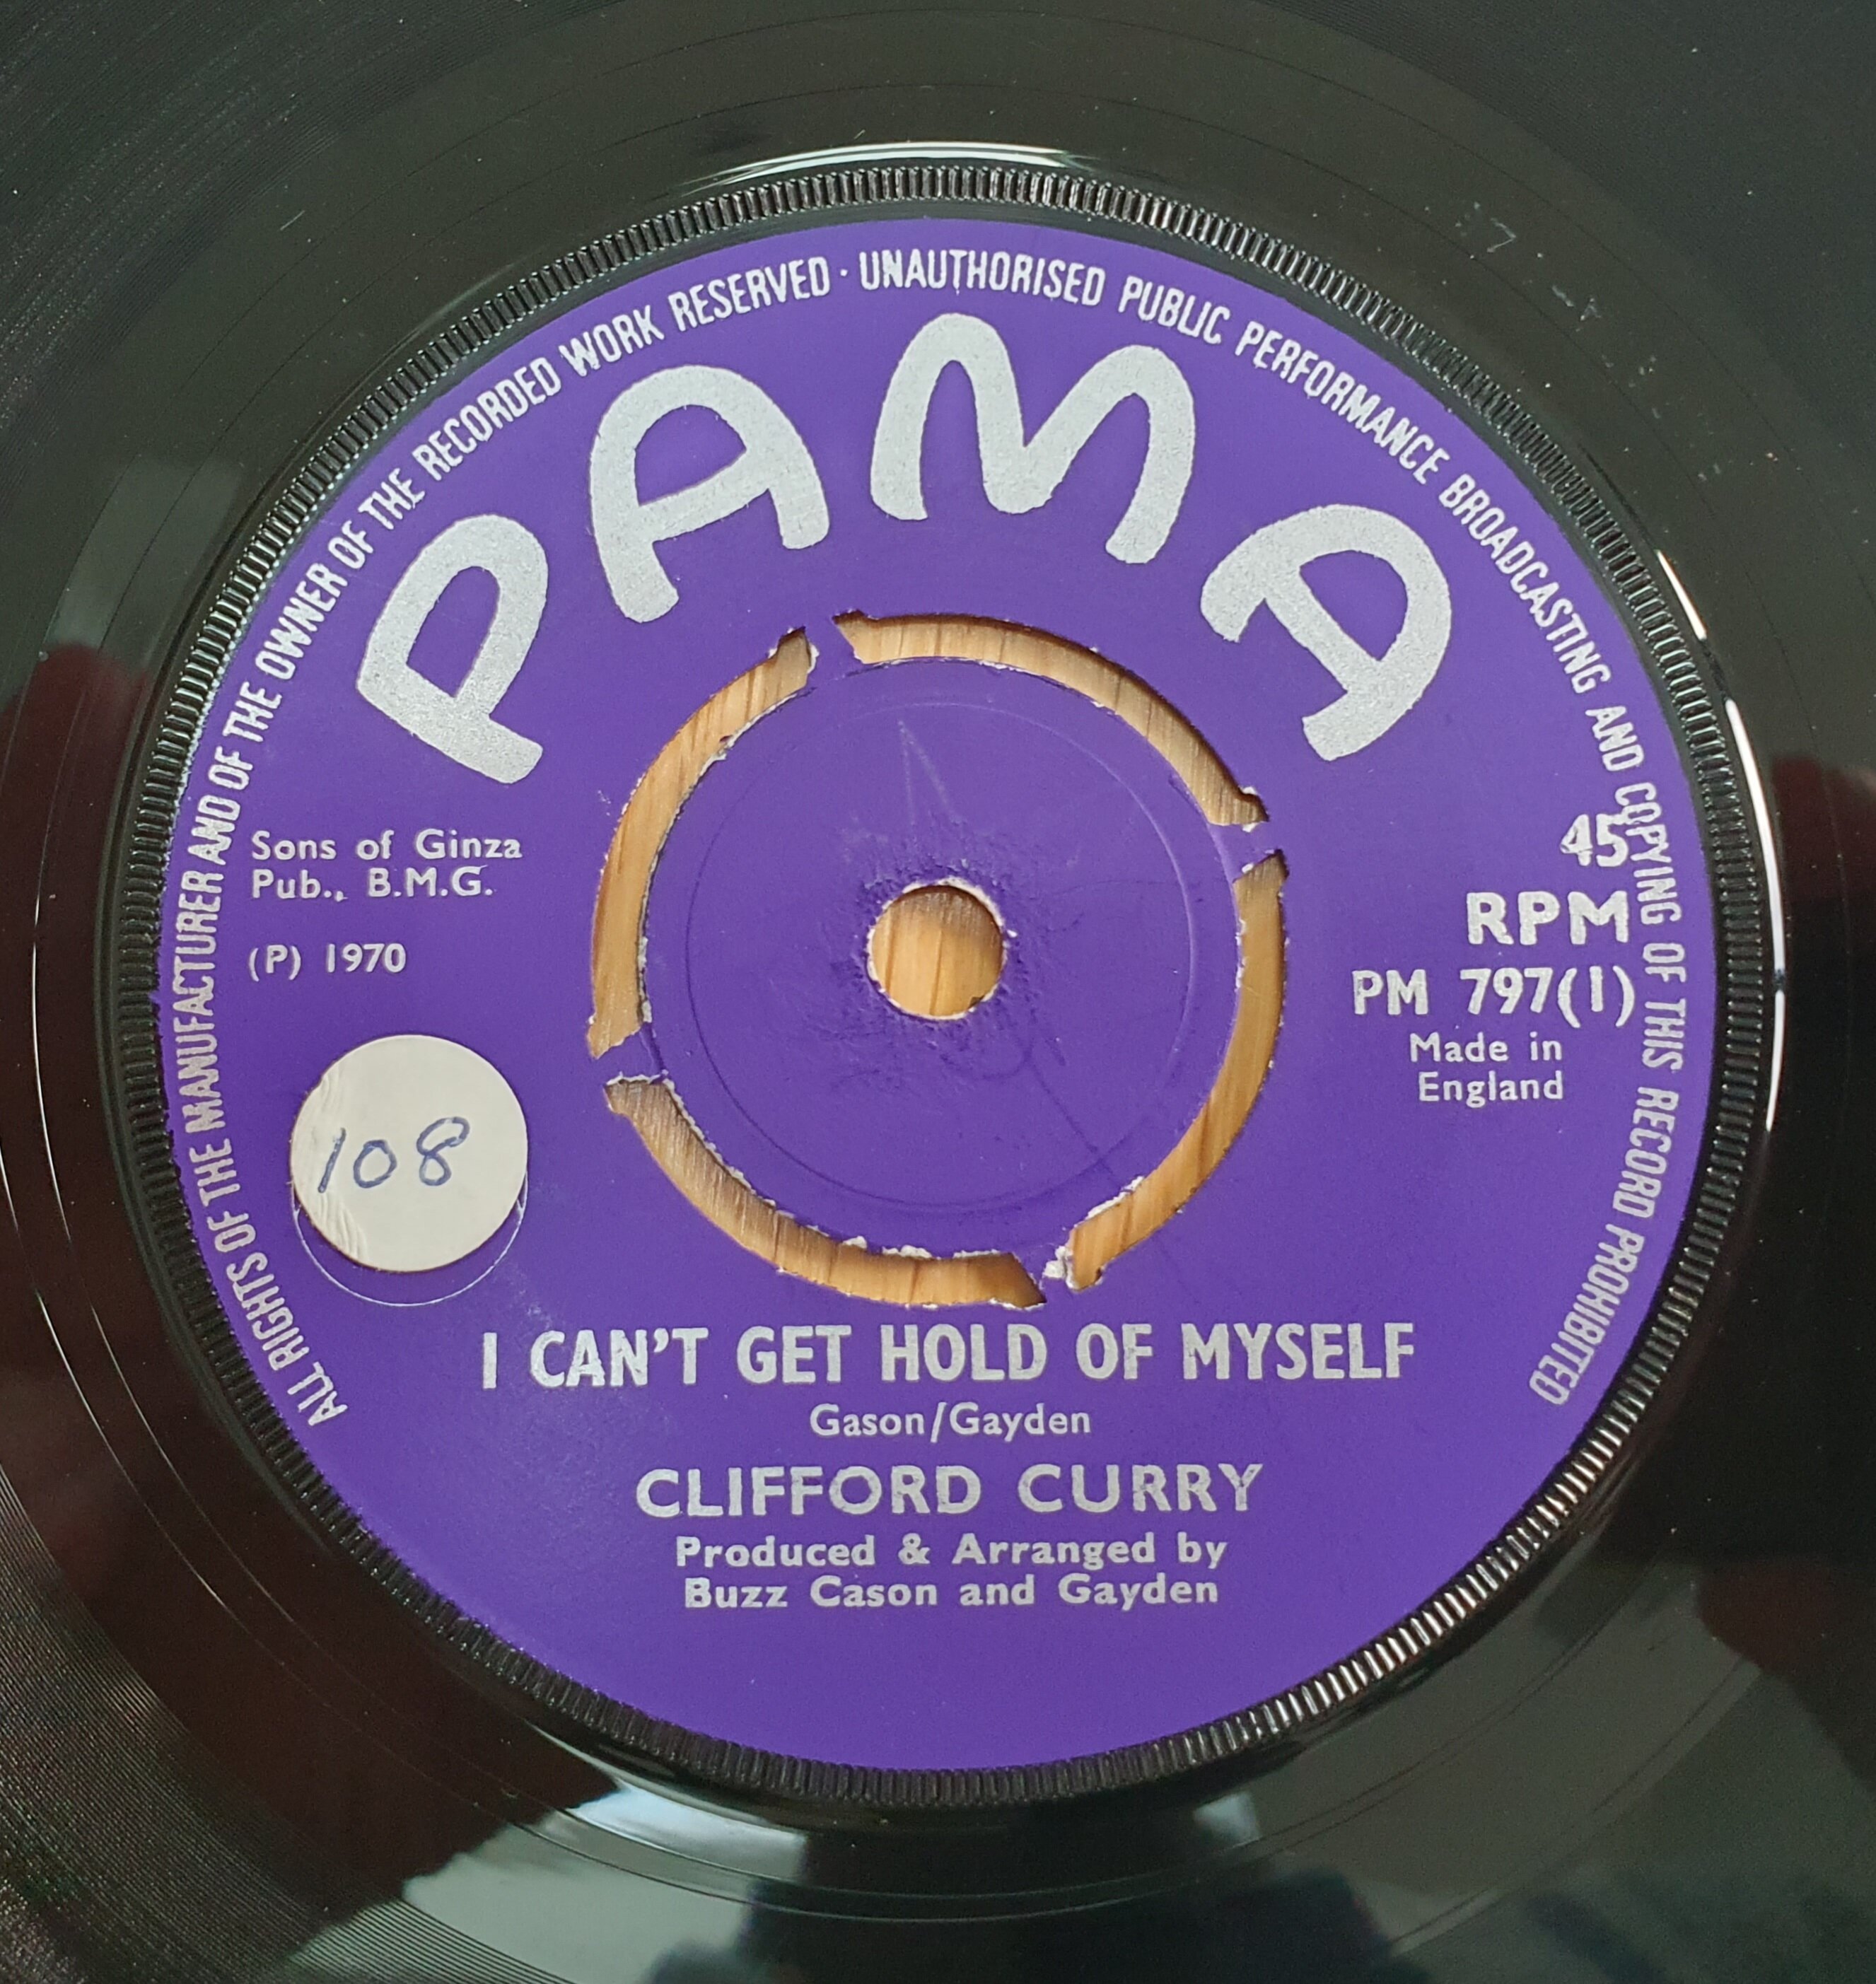 ALL RIGHTS OF THE MANUFACTURER AND OF THE OWNER OF THE RECORDED WORK RESERVED · UNAUTHORISED PUBLIC PERFORMANCE BROADCASTING AND COPYING OF THIS RECORD PROHIBITED
PAMA
Sons of Ginza
Pub., B.M.G.
(P) 1970
45
RPM
PM 797(1)
Made in
England
108
I CAN'T GET HOLD OF MYSELF
Gason/Gayden
CLIFFORD CURRY
Produced & Arranged by
Buzz Cason and Gayden